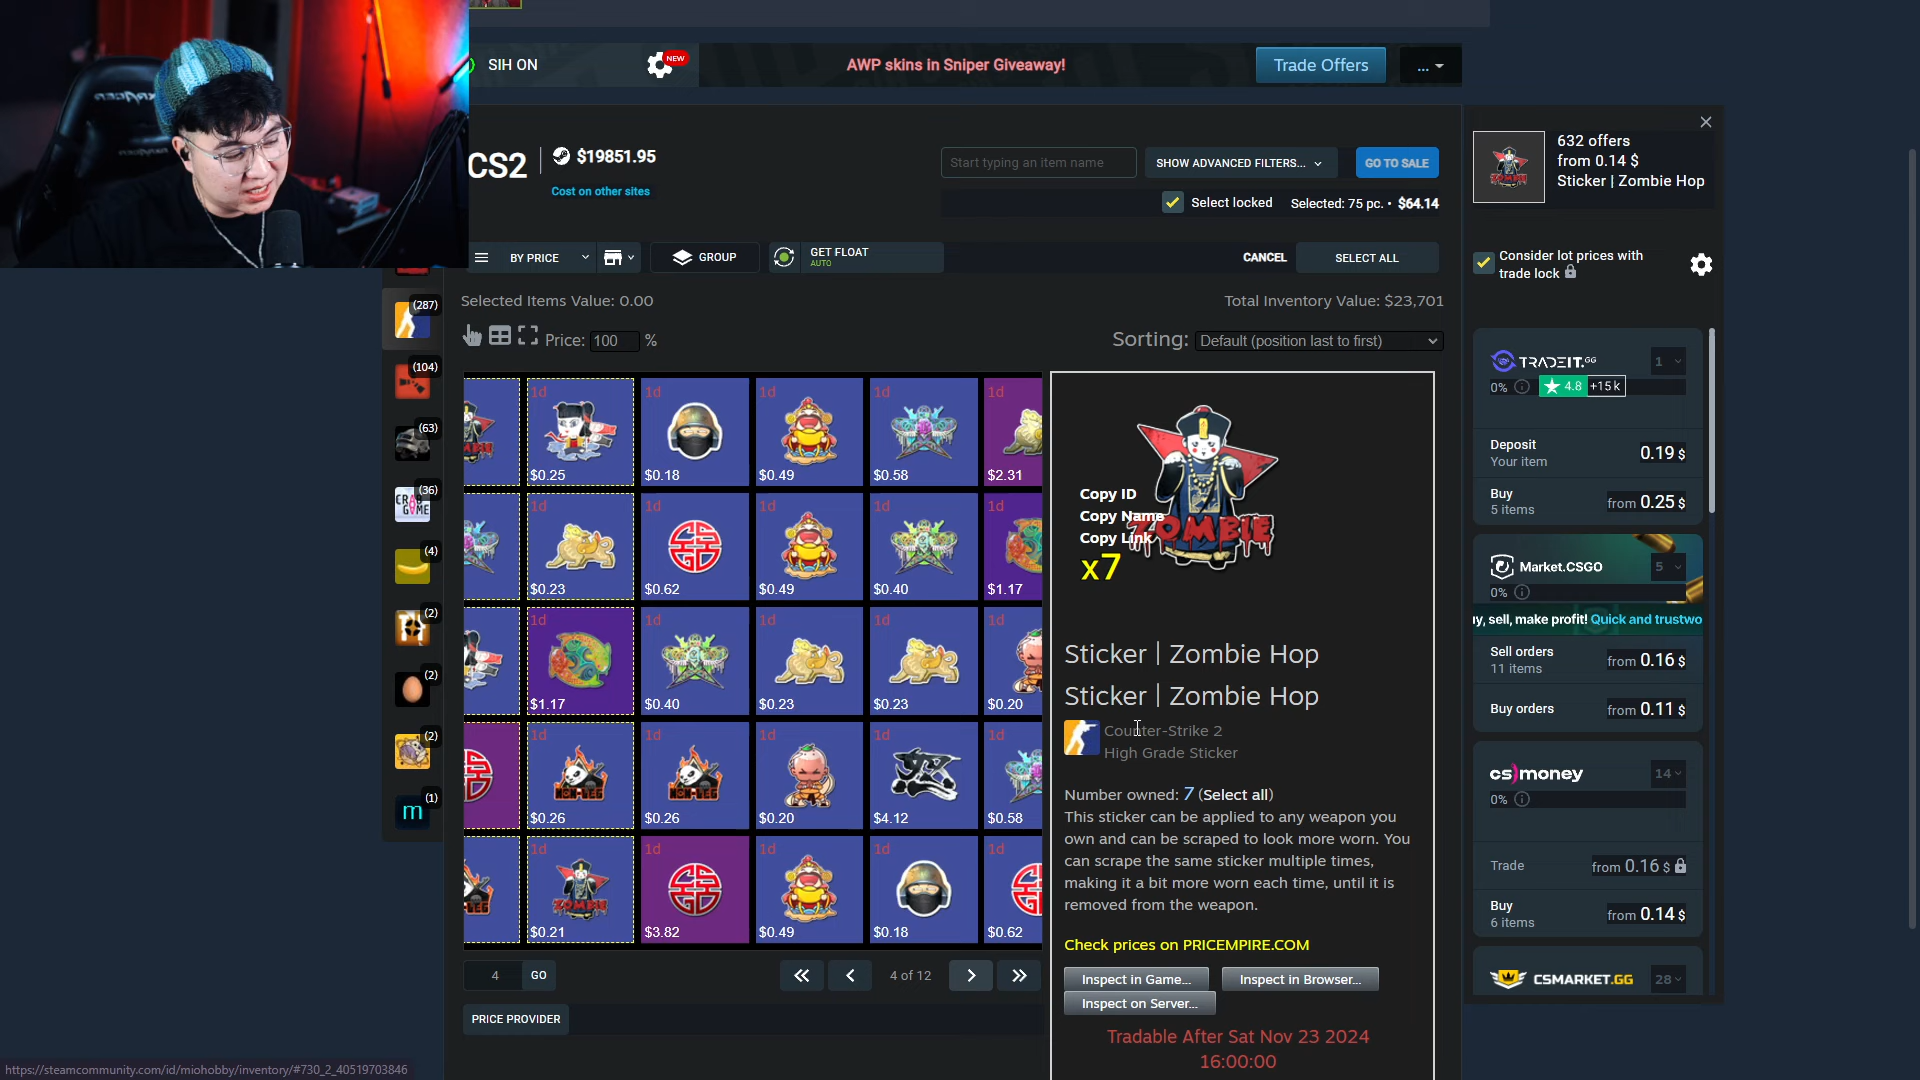 SIH ON
NEW
AWP skins in Sniper Giveaway!
Trade Offers
...
CS2
$19851.95
Cost on other sites
Start typing an item name
SHOW ADVANCED FILTERS...
GO TO SALE
Select locked
Selected: 75 pc. • $64.14
BY PRICE
GROUP
GET FLOAT
AUTO
CANCEL
SELECT ALL
Selected Items Value: 0.00
Total Inventory Value: $23,701
Price: 100 %
Sorting: Default (position last to first)
(287)
(104)
(63)
(36)
CRAB GAME
(4)
(2)
(2)
(2)
(1)
m
1d 1d 1d 1d 1d
$0.25 $0.18 $0.49 $0.58 $2.31
1d 1d 1d 1d 1d
$0.23 $0.62 $0.49 $0.40 $1.17
1d 1d 1d 1d 1d
$1.17 $0.40 $0.23 $0.23 $0.20
1d 1d 1d 1d 1d
$0.26 $0.26 $0.20 $4.12 $0.58
1d 1d 1d 1d 1d
$0.21 $3.82 $0.49 $0.18 $0.62
4
GO
4 of 12
PRICE PROVIDER
Copy ID
Copy Name
Copy Link
x7
ZOMBIE
Sticker | Zombie Hop
Sticker | Zombie Hop
Counter-Strike 2
High Grade Sticker
Number owned: 7 (Select all)
This sticker can be applied to any weapon you
own and can be scraped to look more worn. You
can scrape the same sticker multiple times,
making it a bit more worn each time, until it is
removed from the weapon.
Check prices on PRICEMPIRE.COM
Inspect in Game...
Inspect in Browser...
Inspect on Server...
Tradable After Sat Nov 23 2024
16:00:00
632 offers
from 0.14 $
Sticker | Zombie Hop
Consider lot prices with
trade lock
TRADEIT.GG
1
0%
4.8
+15k
Deposit
Your item
0.19 $
Buy
5 items
from 0.25 $
Market.CSGO
5
0%
y, sell, make profit! Quick and trustwo
Sell orders
11 items
from 0.16 $
Buy orders
from 0.11 $
cs money
14
0%
Trade
from 0.16 $
Buy
6 items
from 0.14 $
CSMARKET.GG
28
https://steamcommunity.com/id/miohobby/inventory/#730_2_40519703846